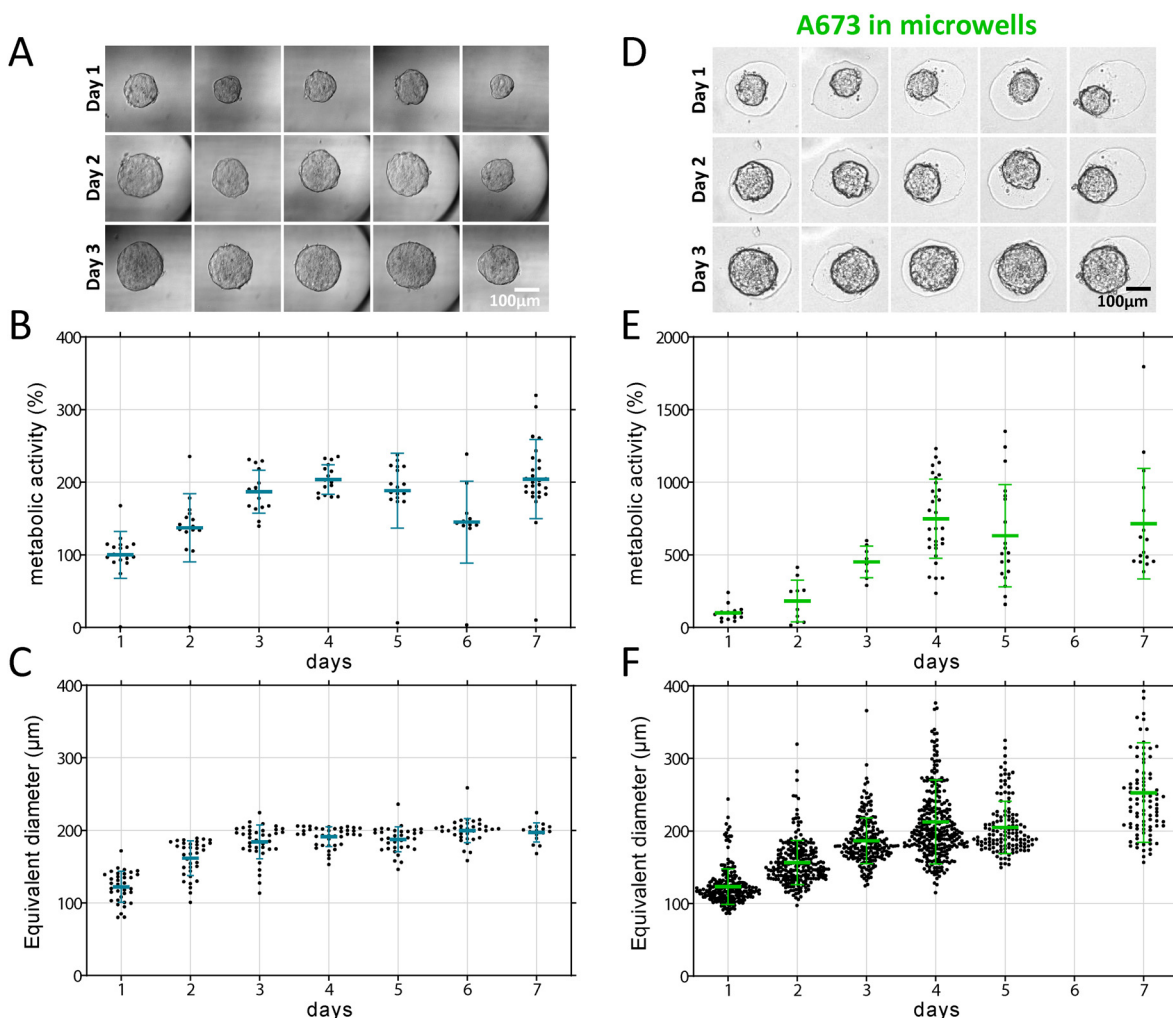 A673 in microwells
A
Day 1
Day 2
Day 3
100µm
D
Day 1
Day 2
Day 3
100µm
B
metabolic activity (%)
400
300
200
100
0
1 2 3 4 5 6 7
days
E
metabolic activity (%)
2000
1500
1000
500
0
1 2 3 4 5 6 7
days
C
Equivalent diameter (µm)
400
300
200
100
0
1 2 3 4 5 6 7
days
F
Equivalent diameter (µm)
400
300
200
100
0
1 2 3 4 5 6 7
days